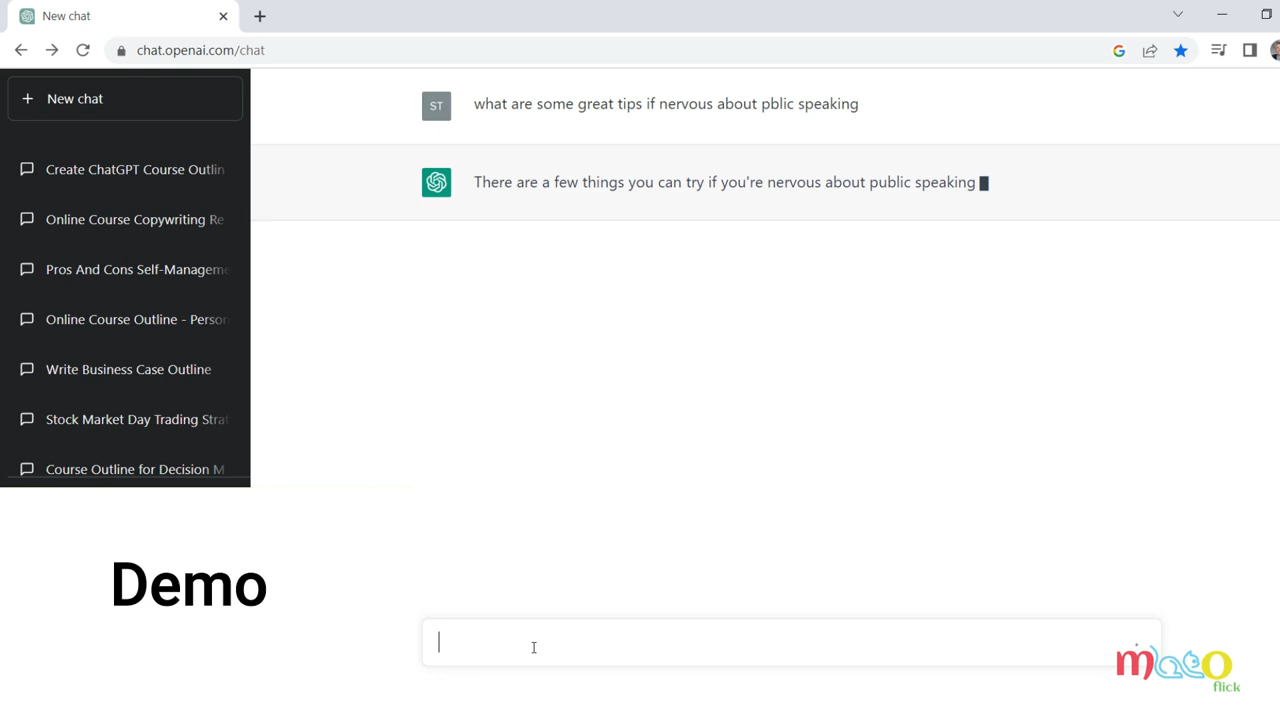 New chat
chat.openai.com/chat
New chat
ST
what are some great tips if nervous about pblic speaking
Create ChatGPT Course Outlin
There are a few things you can try if you're nervous about public speaking
Online Course Copywriting Re
Pros And Cons Self-Manageme
Online Course Outline - Person
Write Business Case Outline
Stock Market Day Trading Strat
Course Outline for Decision M
Demo
flick